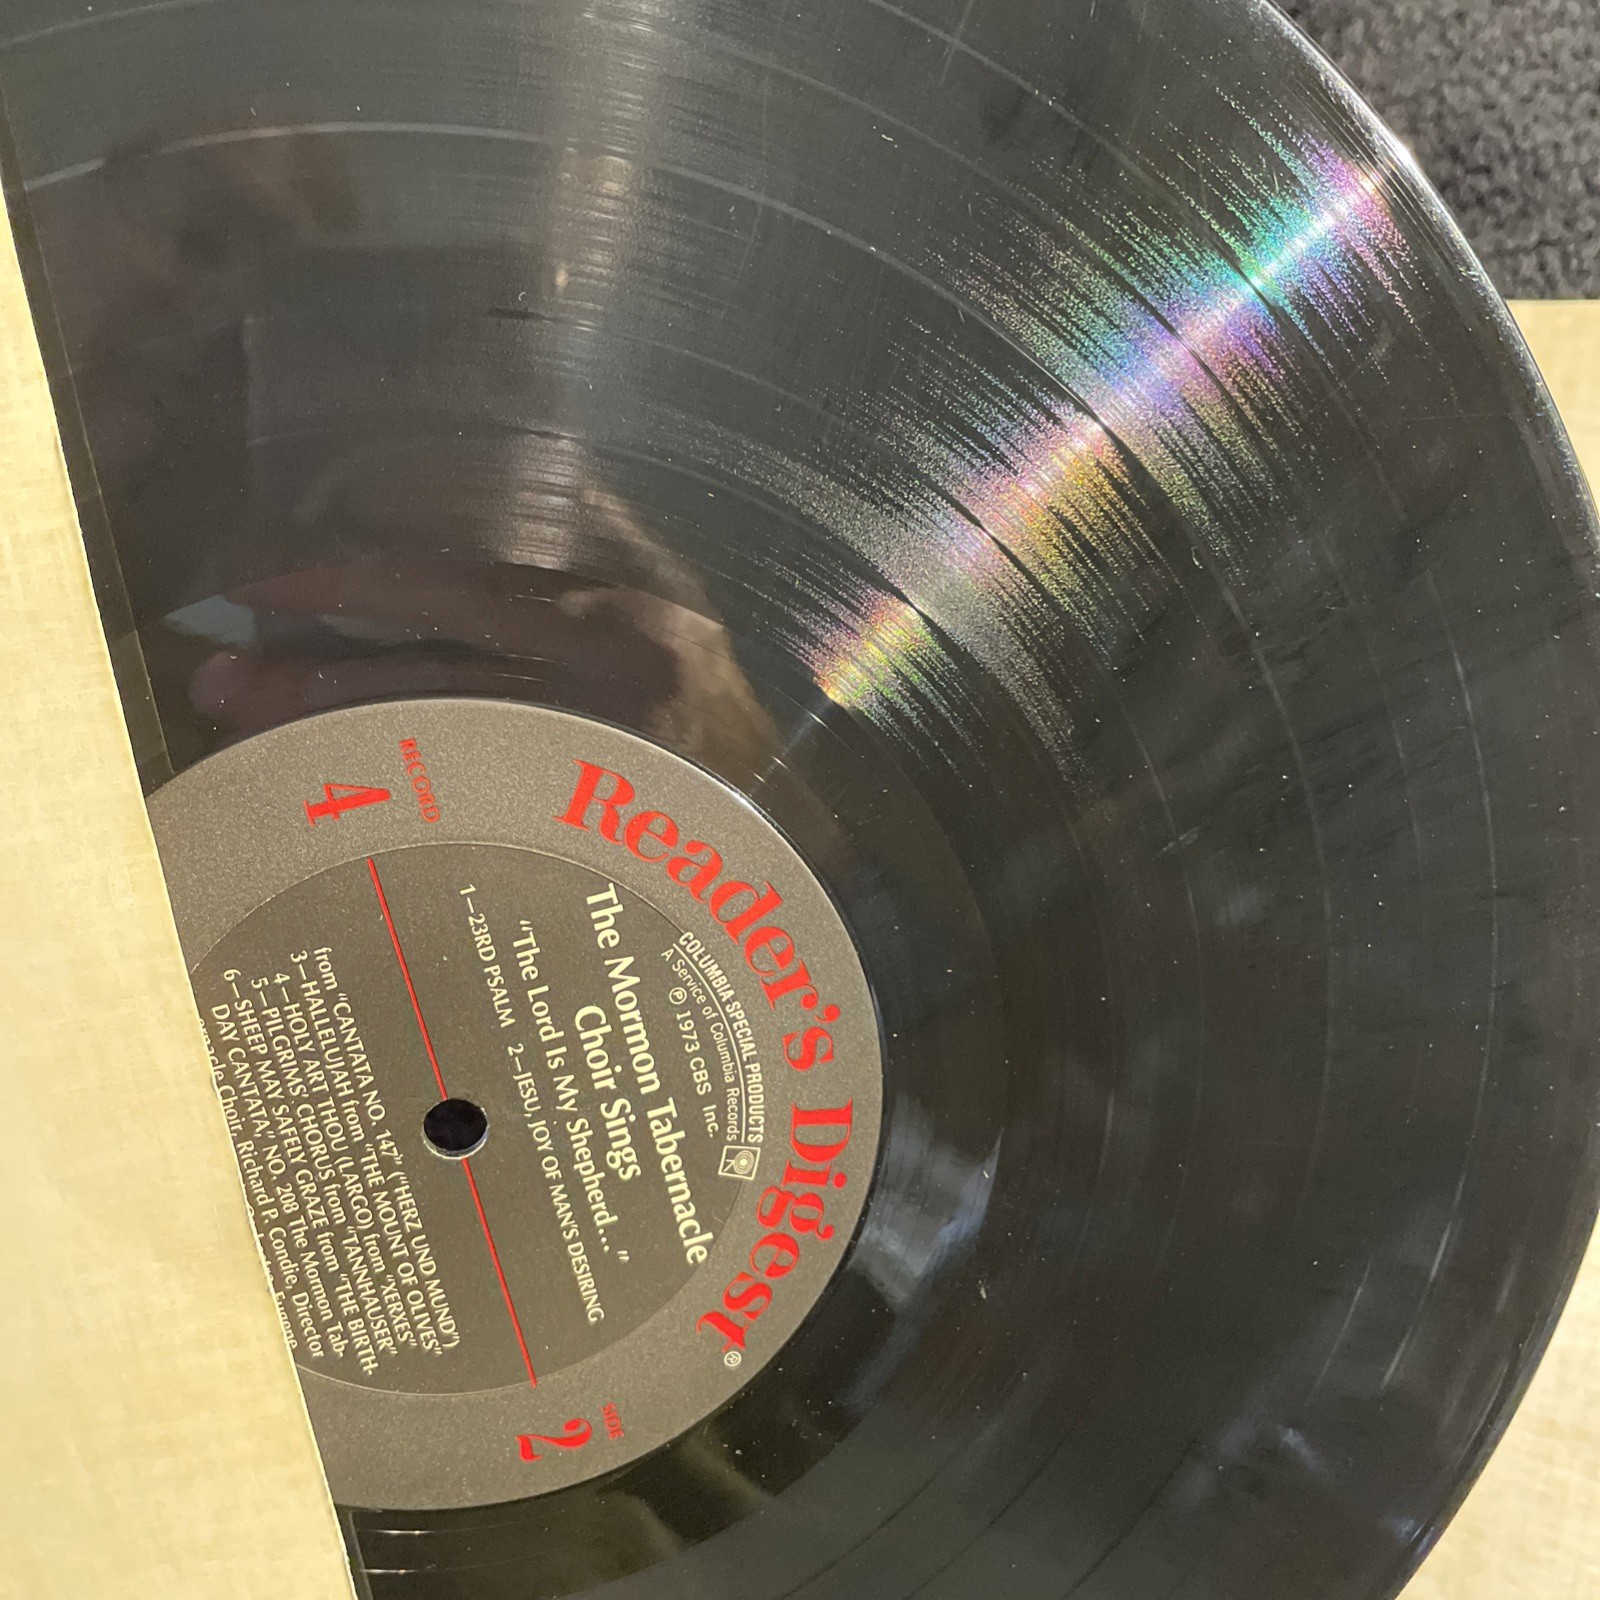 Reader's Digest®
COLUMBIA SPECIAL PRODUCTS
A Service of Columbia Records
℗ 1973 CBS Inc.
The Mormon Tabernacle
Choir Sings
"The Lord Is My Shepherd..."
1—23RD PSALM 2—JESU, JOY OF MAN'S DESIRING
RECORD
4
SIDE
2
from "CANTATA NO. 147" ("HERZ UND MUND")
3—HALLELUJAH from "THE MOUNT OF OLIVES"
4—HOLY ART THOU (LARGO) from "XERXES"
5—PILGRIMS' CHORUS from "TANNHAUSER"
6—SHEEP MAY SAFELY GRAZE from "THE BIRTH-
DAY CANTATA," NO. 208 The Mormon Tab-
ernacle Choir, Richard P. Condie, Director